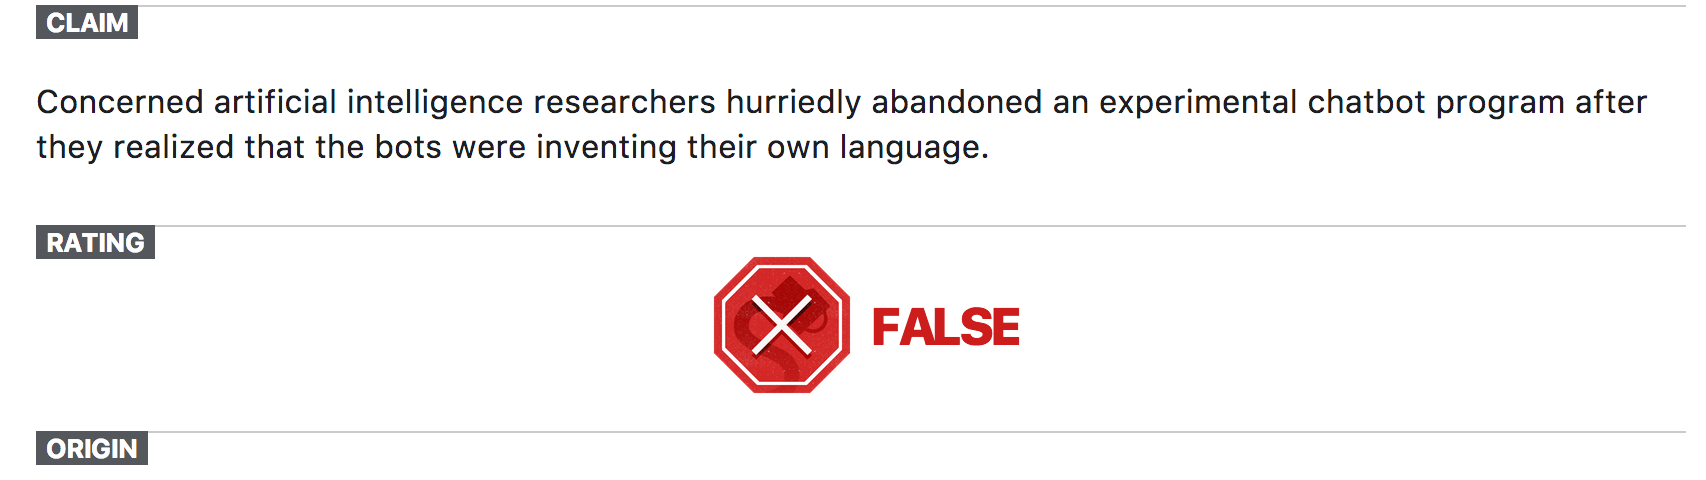 CLAIM
Concerned artificial intelligence researchers hurriedly abandoned an experimental chatbot program after
they realized that the bots were inventing their own language.
RATING
FALSE
ORIGIN